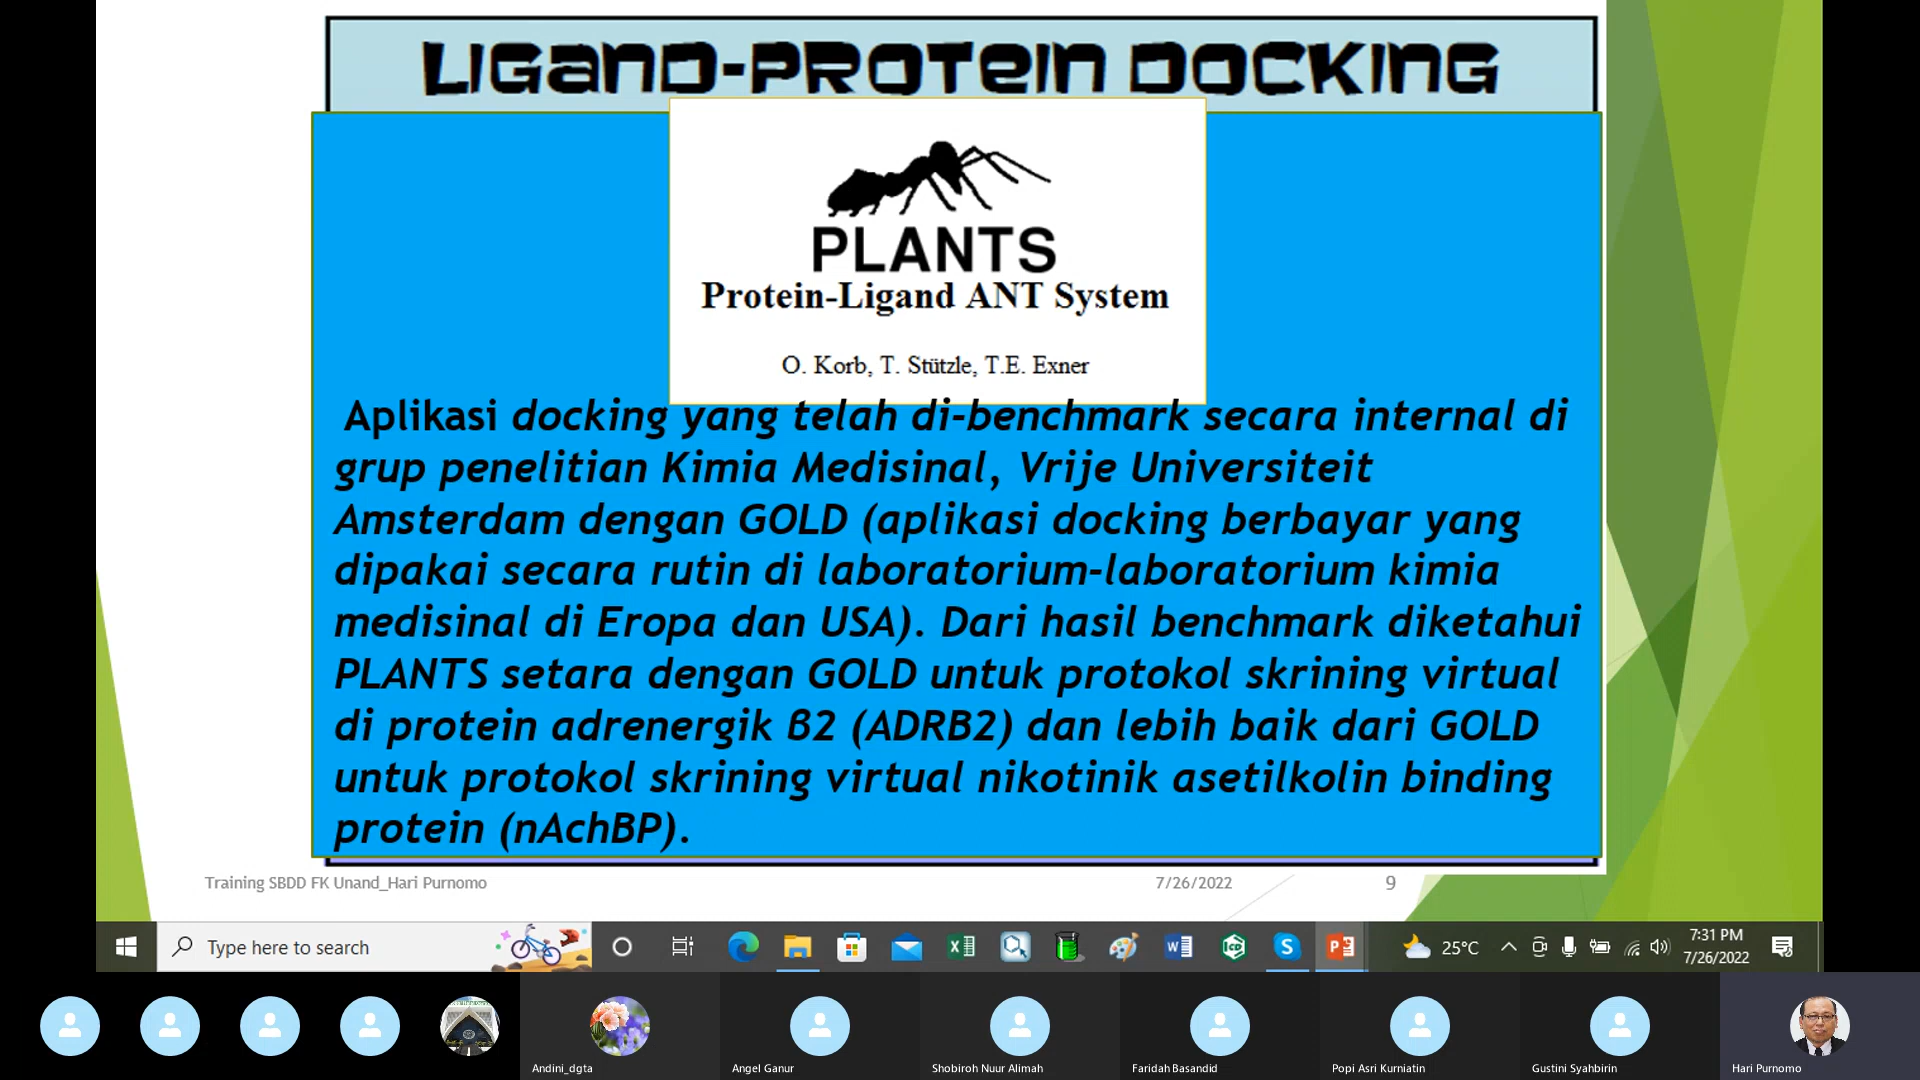 LIGAND-PROTEIN DOCKING
PLANTS
Protein-Ligand ANT System
O. Korb, T. Stützle, T.E. Exner
Aplikasi docking yang telah di-benchmark secara internal di
grup penelitian Kimia Medisinal, Vrije Universiteit
Amsterdam dengan GOLD (aplikasi docking berbayar yang
dipakai secara rutin di laboratorium-laboratorium kimia
medisinal di Eropa dan USA). Dari hasil benchmark diketahui
PLANTS setara dengan GOLD untuk protokol skrining virtual
di protein adrenergik β2 (ADRB2) dan lebih baik dari GOLD
untuk protokol skrining virtual nikotinik asetilkolin binding
protein (nAchBP).
Training SBDD FK Unand_Hari Purnomo
7/26/2022
9
Type here to search
25°C
7:31 PM
7/26/2022
Andini_dgta
Angel Ganur
Shobiroh Nuur Alimah
Faridah Basandid
Popi Asri Kurniatin
Gustini Syahbirin
Hari Purnomo